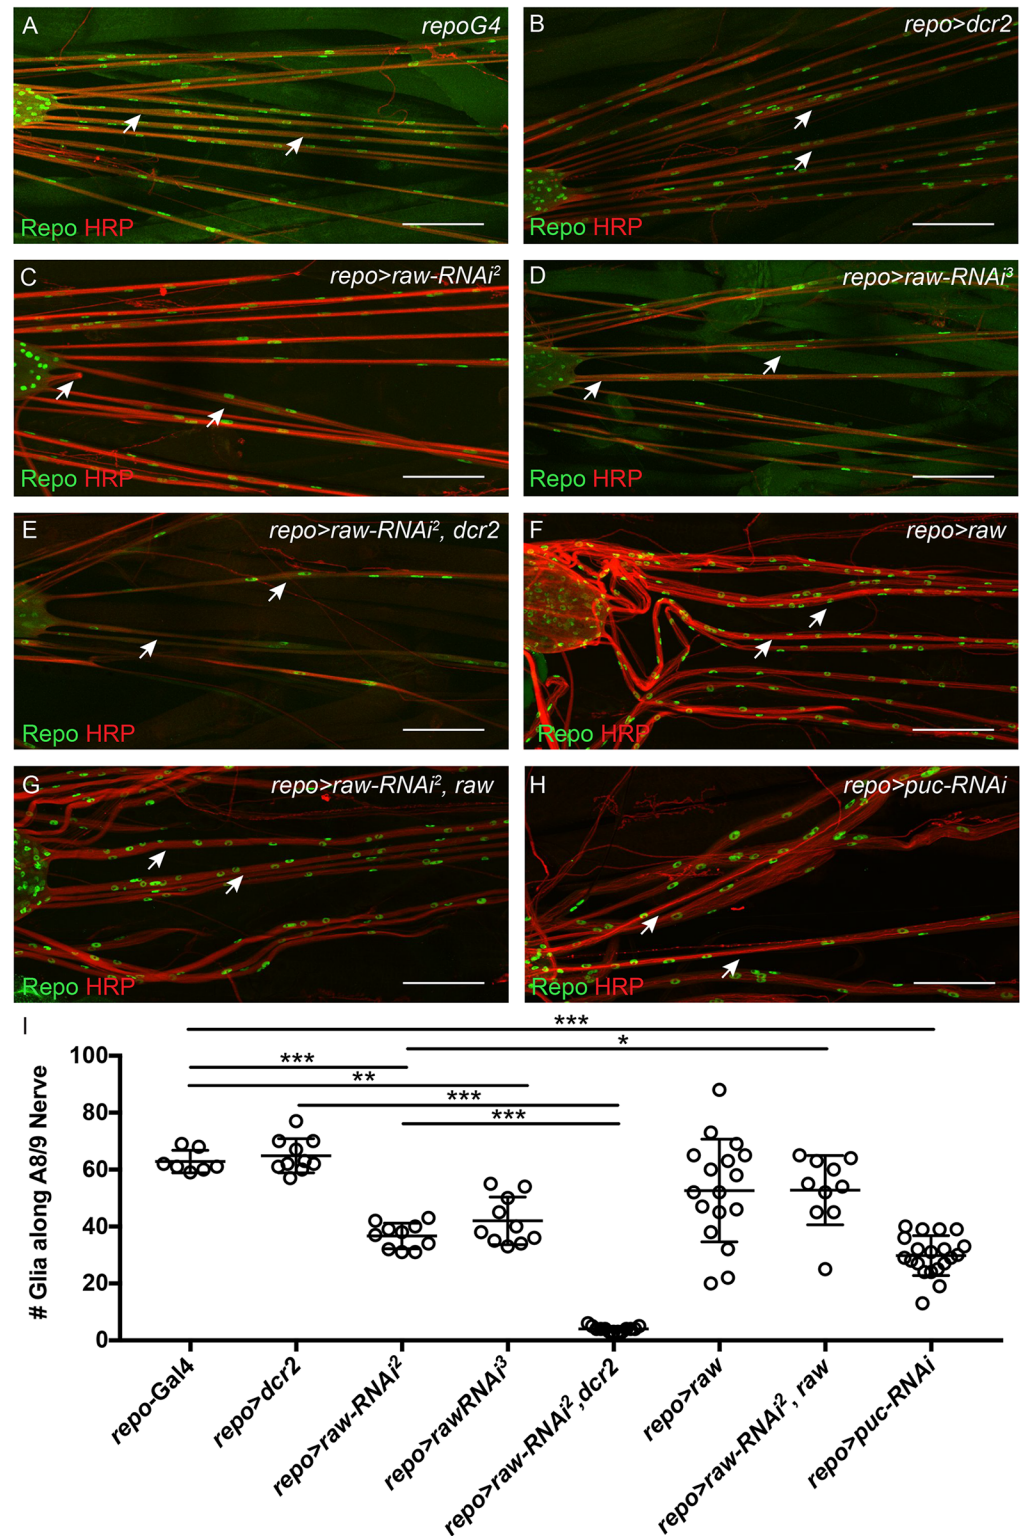 A
repoG4
Repo HRP
B
repo>dcr2
Repo HRP
C
repo>raw-RNAi²
Repo HRP
D
repo>raw-RNAi³
Repo HRP
E
repo>raw-RNAi², dcr2
Repo HRP
F
repo>raw
Repo HRP
G
repo>raw-RNAi², raw
Repo HRP
H
repo>puc-RNAi
Repo HRP
I
***
*
***
**
***
***
# Glia along A8/9 Nerve
100
80
60
40
20
0
repo-Gal4
repo>dcr2
repo>raw-RNAi²
repo>rawRNAi³
repo>raw-RNAi²,dcr2
repo>raw
repo>raw-RNAi², raw
repo>puc-RNAi